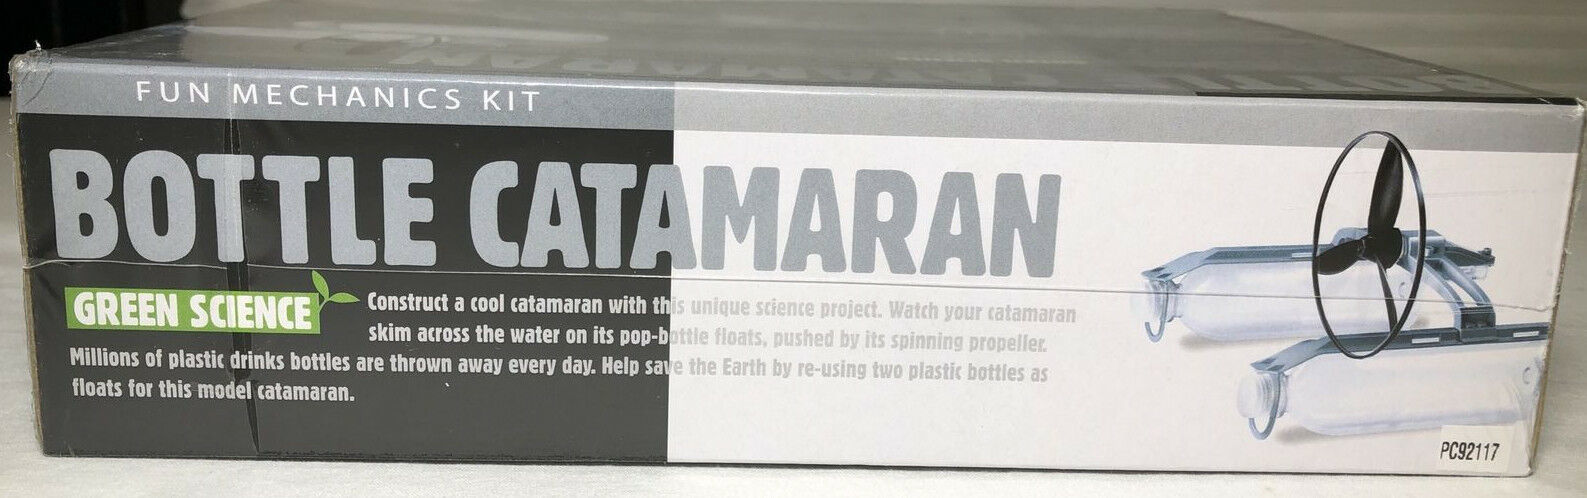 FUN MECHANICS KIT
BOTTLE CATAMARAN
GREEN SCIENCE
Construct a cool catamaran with this unique science project. Watch your catamaran
skim across the water on its pop-bottle floats, pushed by its spinning propeller.
Millions of plastic drinks bottles are thrown away every day. Help save the Earth by re-using two plastic bottles as
floats for this model catamaran.
PC92117
BOTTLE
CATAMARAN